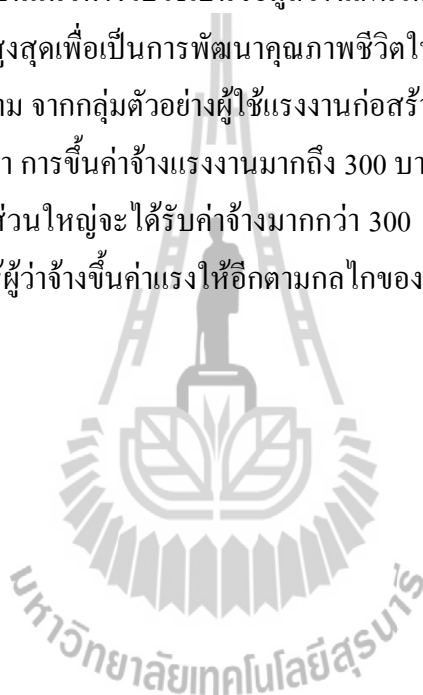 สูงสุดเพื่อเป็นการพัฒนาคุณภาพชีวิตใ
าม จากกลุ่มตัวอย่างผู้ใช้แรงงานก่อสร้
า การขึ้นค่าจ้างแรงงานมากถึง 300 บา
ส่วนใหญ่จะได้รับค่าจ้างมากกว่า 300
ผู้ว่าจ้างขึ้นค่าแรงให้อีกตามกลไกของ
มหาวิทยาลัยเทคโนโลยีสุรนารี